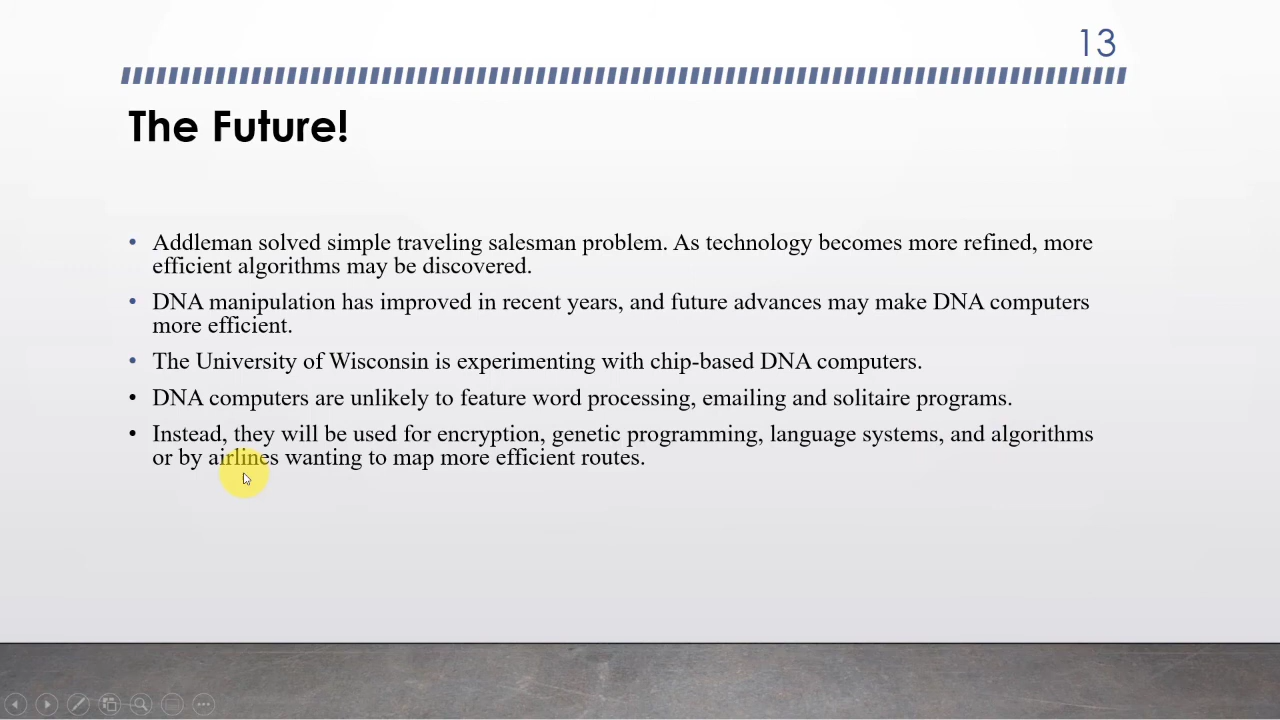 13
The Future!
• Addleman solved simple traveling salesman problem. As technology becomes more refined, more
efficient algorithms may be discovered.
• DNA manipulation has improved in recent years, and future advances may make DNA computers
more efficient.
• The University of Wisconsin is experimenting with chip-based DNA computers.
• DNA computers are unlikely to feature word processing, emailing and solitaire programs.
• Instead, they will be used for encryption, genetic programming, language systems, and algorithms
or by airlines wanting to map more efficient routes.